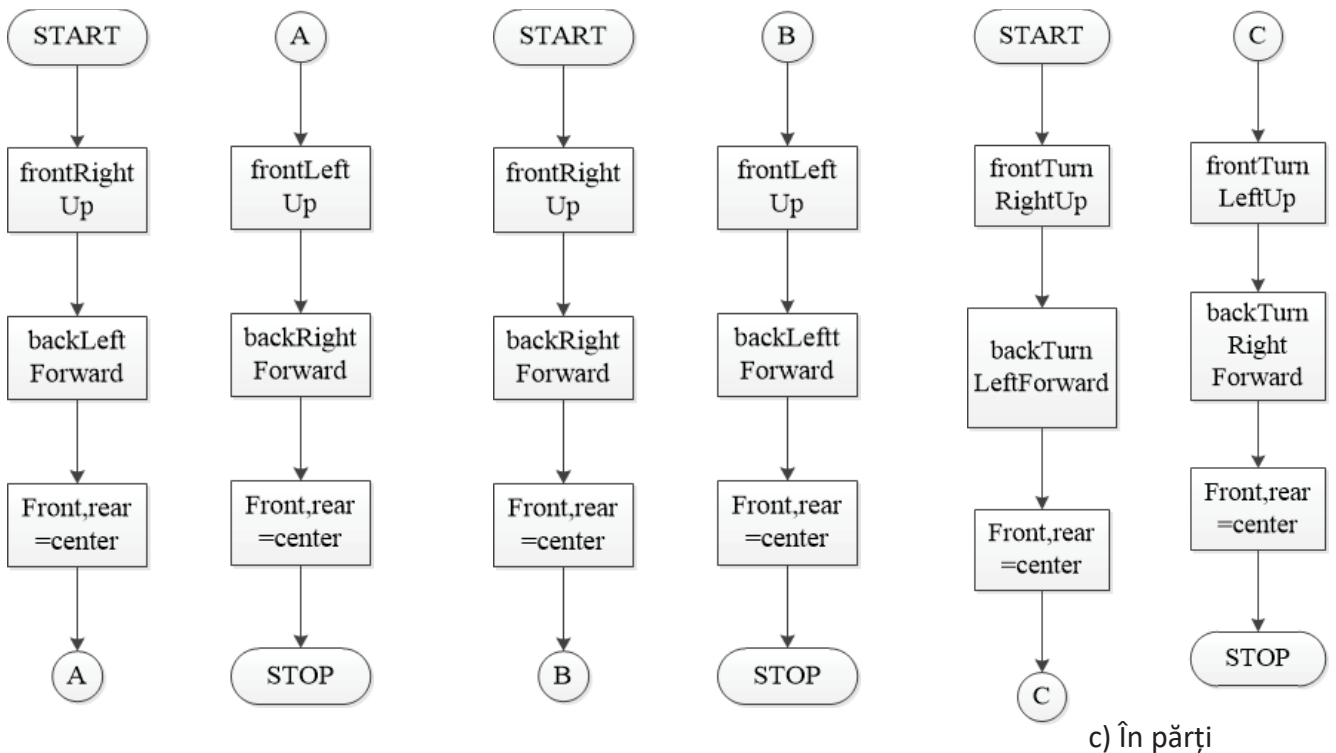 START
frontRight
Up
backLeft
Forward
Front,rear
=center
A
A
frontLeft
Up
backRight
Forward
Front,rear
=center
STOP
START
frontRight
Up
backRight
Forward
Front,rear
=center
B
B
frontLeft
Up
backLeftt
Forward
Front,rear
=center
STOP
START
frontTurn
RightUp
backTurn
LeftForward
Front,rear
=center
C
C
frontTurn
LeftUp
backTurn
Right
Forward
Front,rear
=center
STOP
c) În părți